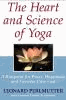 The Heart and Science of Yoga
A Blueprint for Peace, Happiness
and Freedom from Fear
LEONARD PERLMUTTER